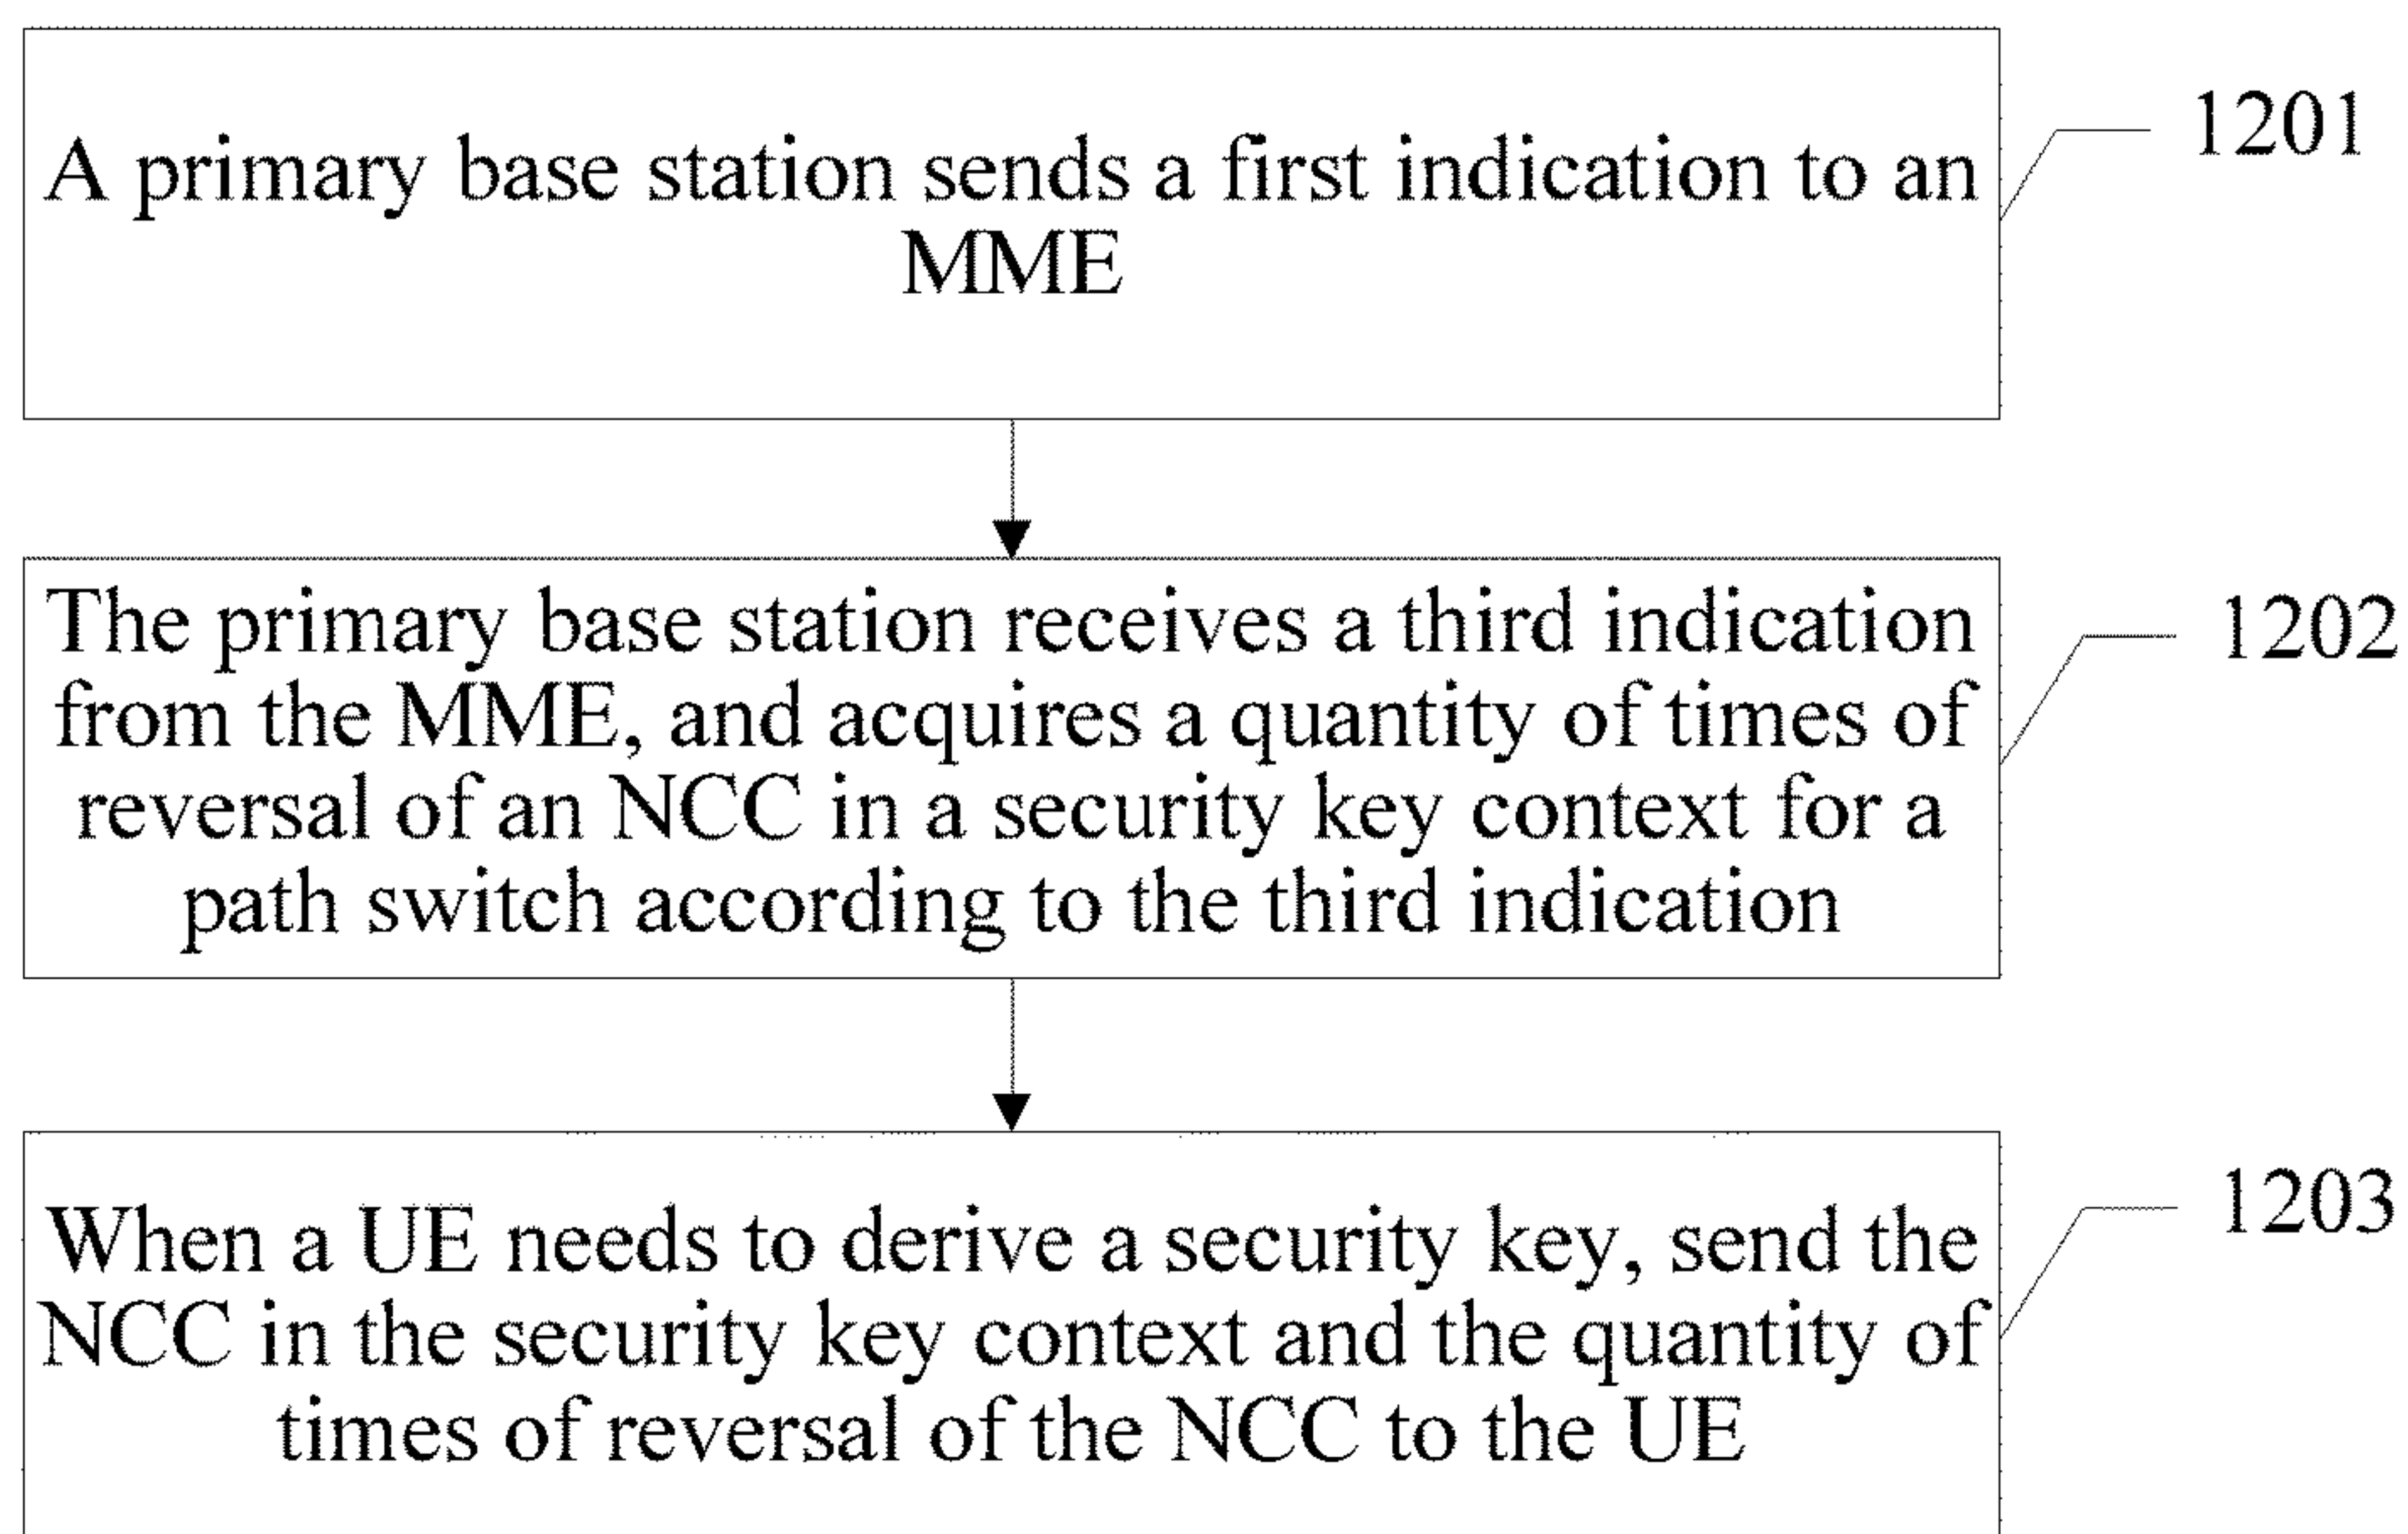 A primary base station sends a first indication to an
MME
1201
The primary base station receives a third indication
from the MME, and acquires a quantity of times of
reversal of an NCC in a security key context for a
path switch according to the third indication
1202
When a UE needs to derive a security key, send the
NCC in the security key context and the quantity of
times of reversal of the NCC to the UE
1203